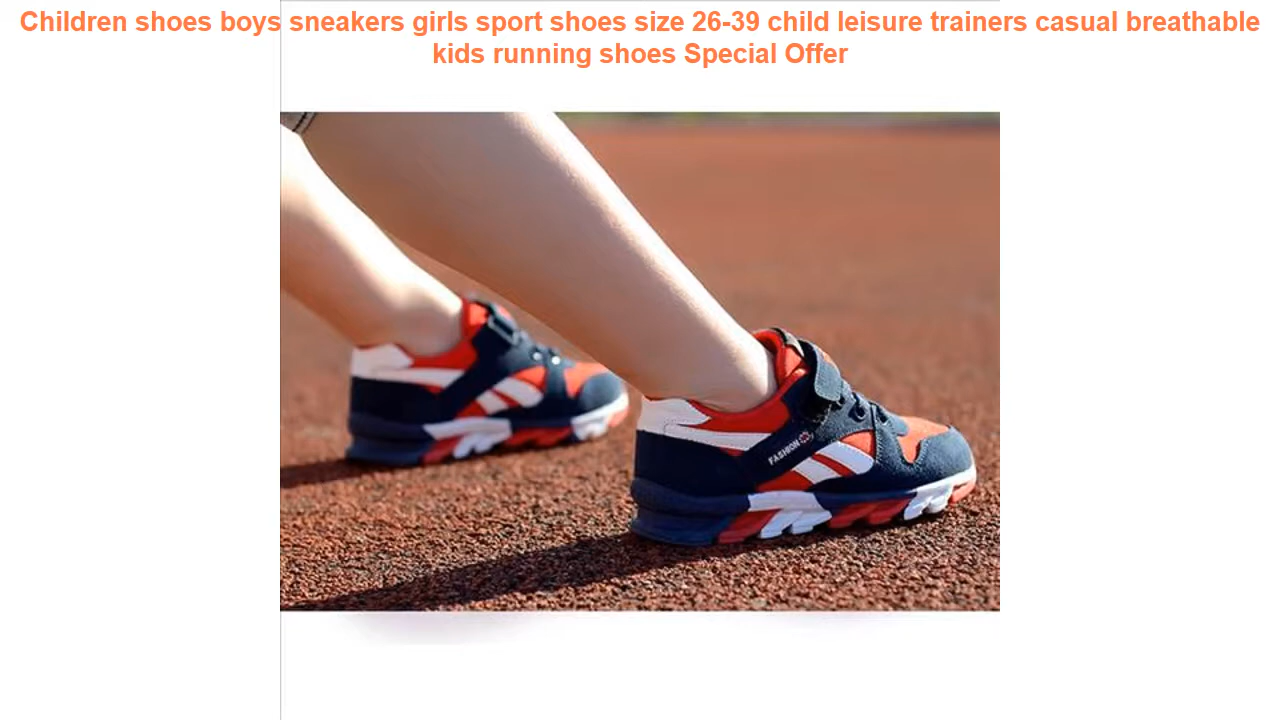 Children shoes boys sneakers girls sport shoes size 26-39 child leisure trainers casual breathable
kids running shoes Special Offer
FASHION